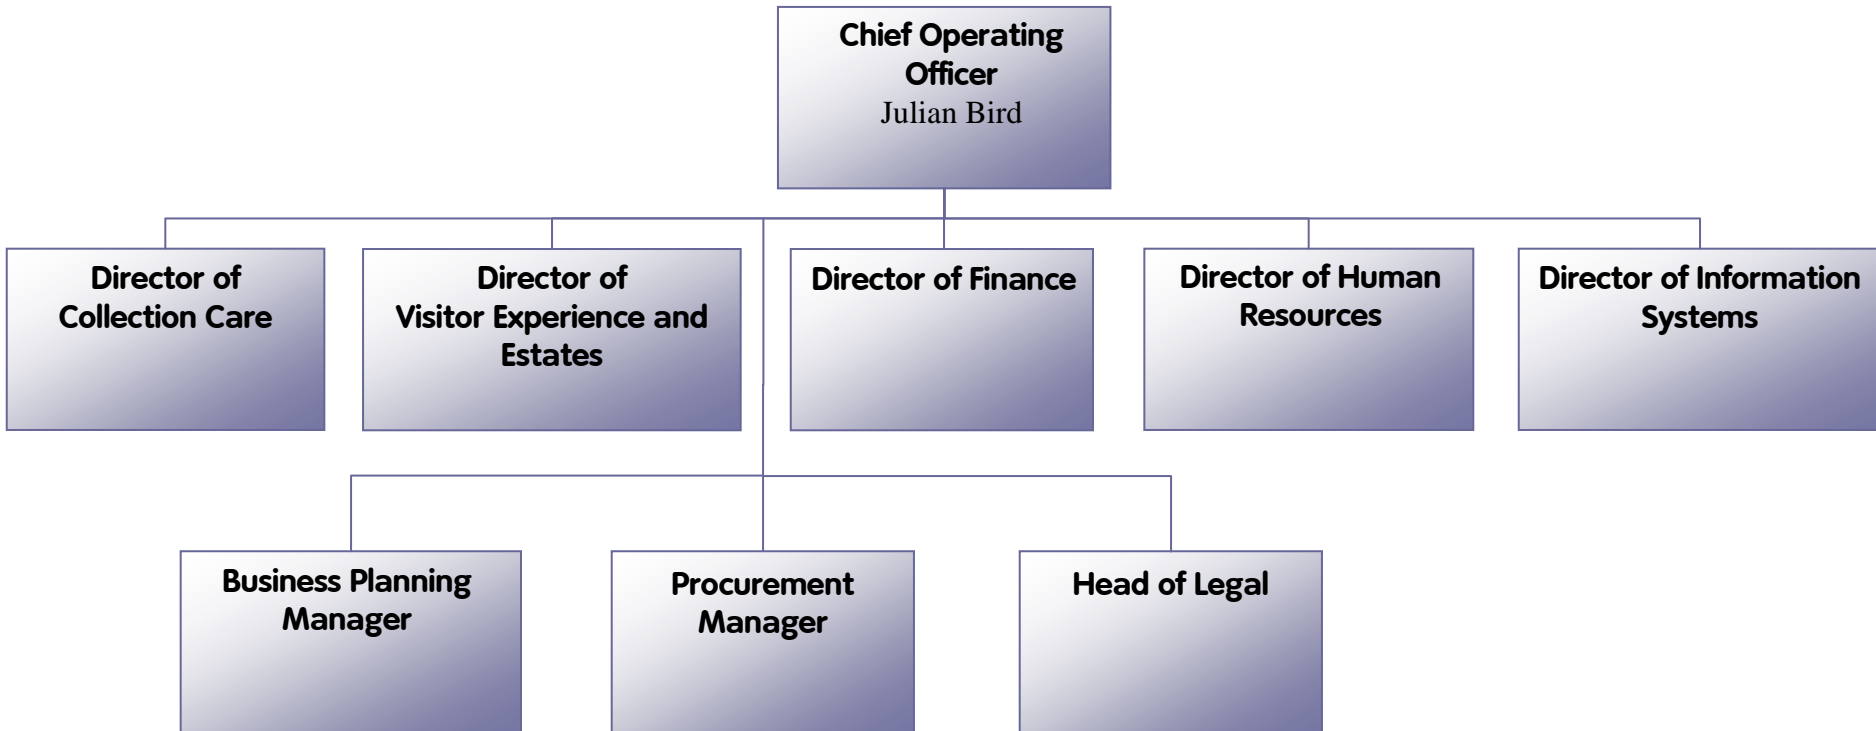 Chief Operating
Officer
Julian Bird
Director of
Collection Care
Director of
Visitor Experience and
Estates
Director of Finance
Director of Human
Resources
Director of Information
Systems
Business Planning
Manager
Procurement
Manager
Head of Legal